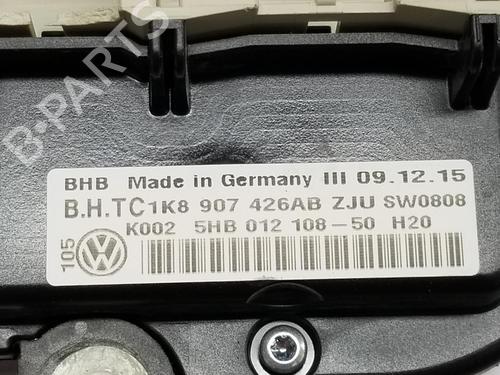 B-PARTS
BHB Made in Germany III 09.12.15
B.H.TC1K8 907 426AB ZJU SW0808
K002 5HB 012 108-50 H20
105